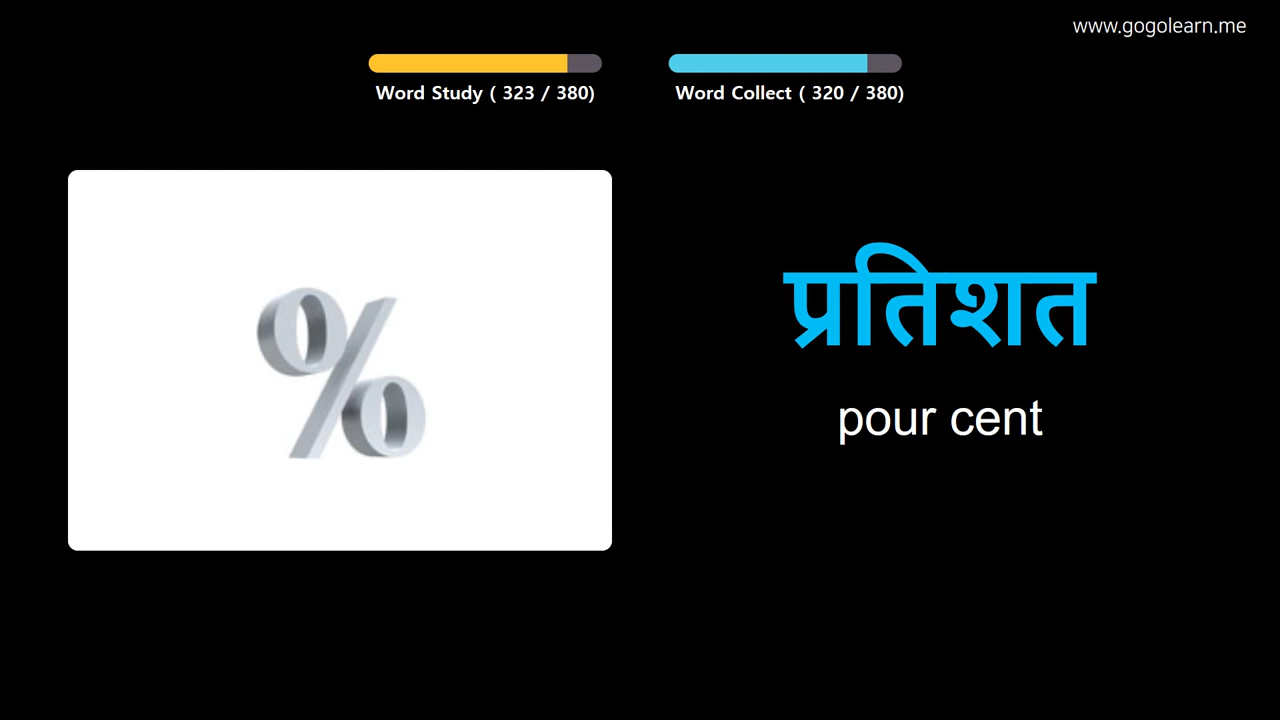 www.gogolearn.me
Word Study ( 323 / 380)
Word Collect ( 320 / 380)
%
प्रतिशत
pour cent